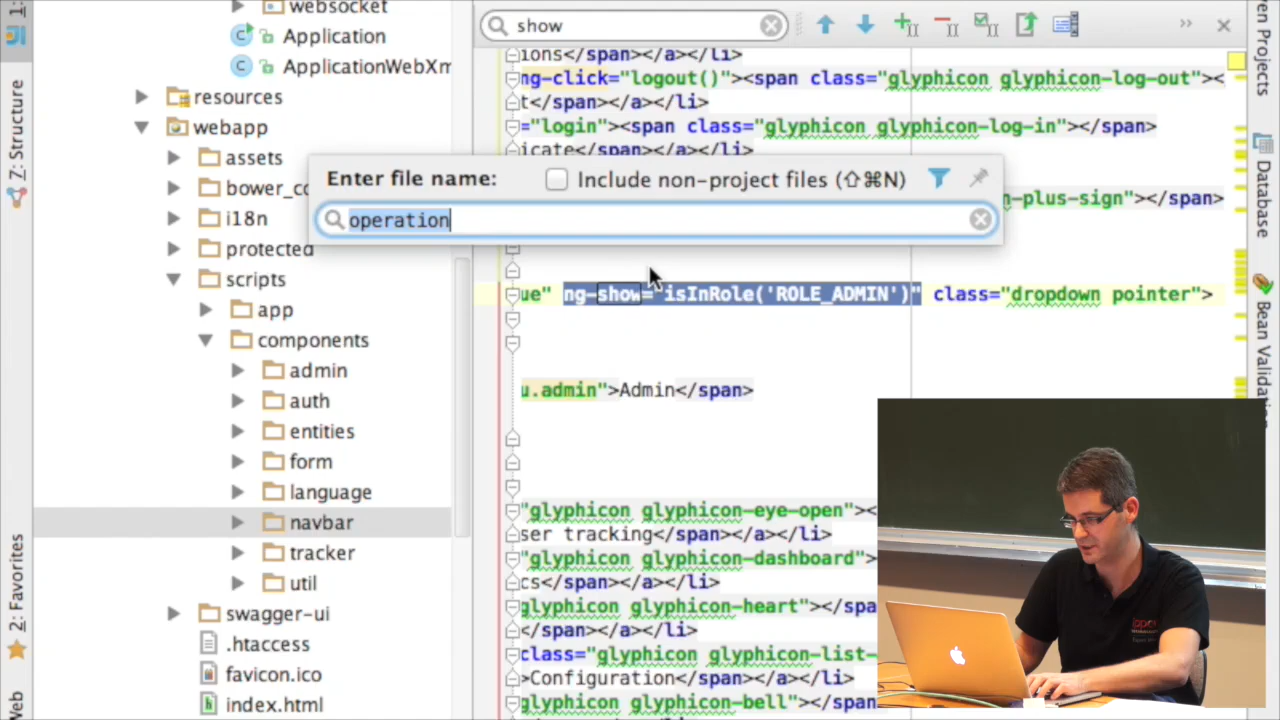 1:
Z: Structure
2: Favorites
Web
websocket
Application
ApplicationWebXm
resources
webapp
assets
bower_co
i18n
protected
scripts
app
components
admin
auth
entities
form
language
navbar
tracker
util
swagger-ui
.htaccess
favicon.ico
index.html
show
ions</span></a></li>
ng-click="logout()"><span class="glyphicon glyphicon-log-out"><
t</span></a></li>
="login"><span class="glyphicon glyphicon-log-in"></span>
icate</span></a></li>
Enter file name:
Include non-project files (⇧⌘N)
n-plus-sign"></span>
operation
ue" ng-show="isInRole('ROLE_ADMIN')" class="dropdown pointer">
u.admin">Admin</span>
"glyphicon glyphicon-eye-open"><
ser tracking</span></a></li>
"glyphicon glyphicon-dashboard">
cs</span></a></li>
glyphicon glyphicon-heart"></spa
</span></a></li>
class="glyphicon glyphicon-list-
>Configuration</span></a></li>
glyphicon glyphicon-bell"></span
ven Projects
Database
Bean Validation